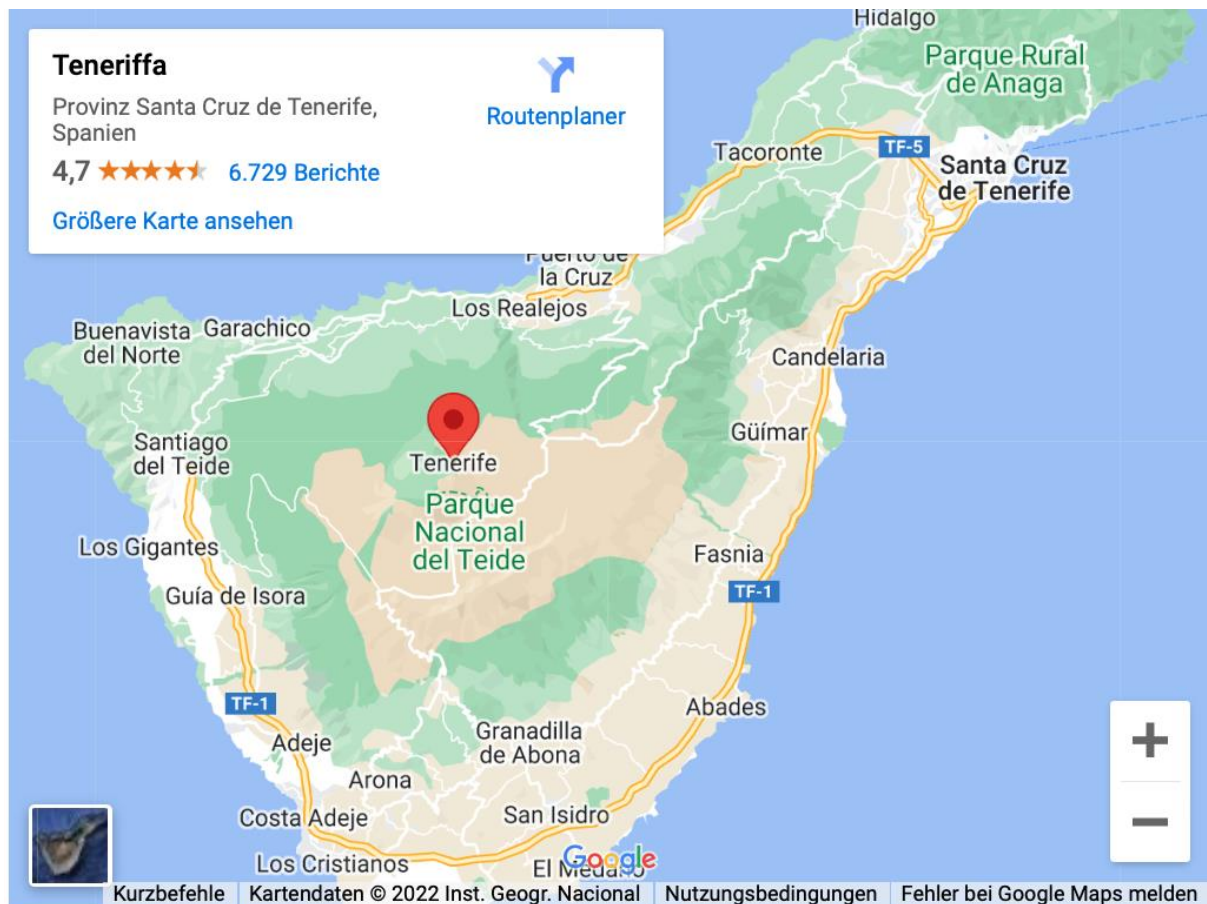 Teneriffa
Provinz Santa Cruz de Tenerife,
Spanien
4,7
6.729 Berichte
Größere Karte ansehen
Routenplaner
Hidalgo
Parque Rural
de Anaga
Tacoronte
TF-5
Santa Cruz
de Tenerife
Puerto de
la Cruz
Los Realejos
Buenavista
del Norte
Garachico
Candelaria
Güímar
Santiago
del Teide
Tenerife
Parque
Nacional
del Teide
Los Gigantes
Fasnia
Guía de Isora
TF-1
TF-1
Abades
Adeje
Granadilla
de Abona
Arona
Costa Adeje
San Isidro
Los Cristianos
El Médano
Google
Kurzbefehle
Kartendaten © 2022 Inst. Geogr. Nacional
Nutzungsbedingungen
Fehler bei Google Maps melden